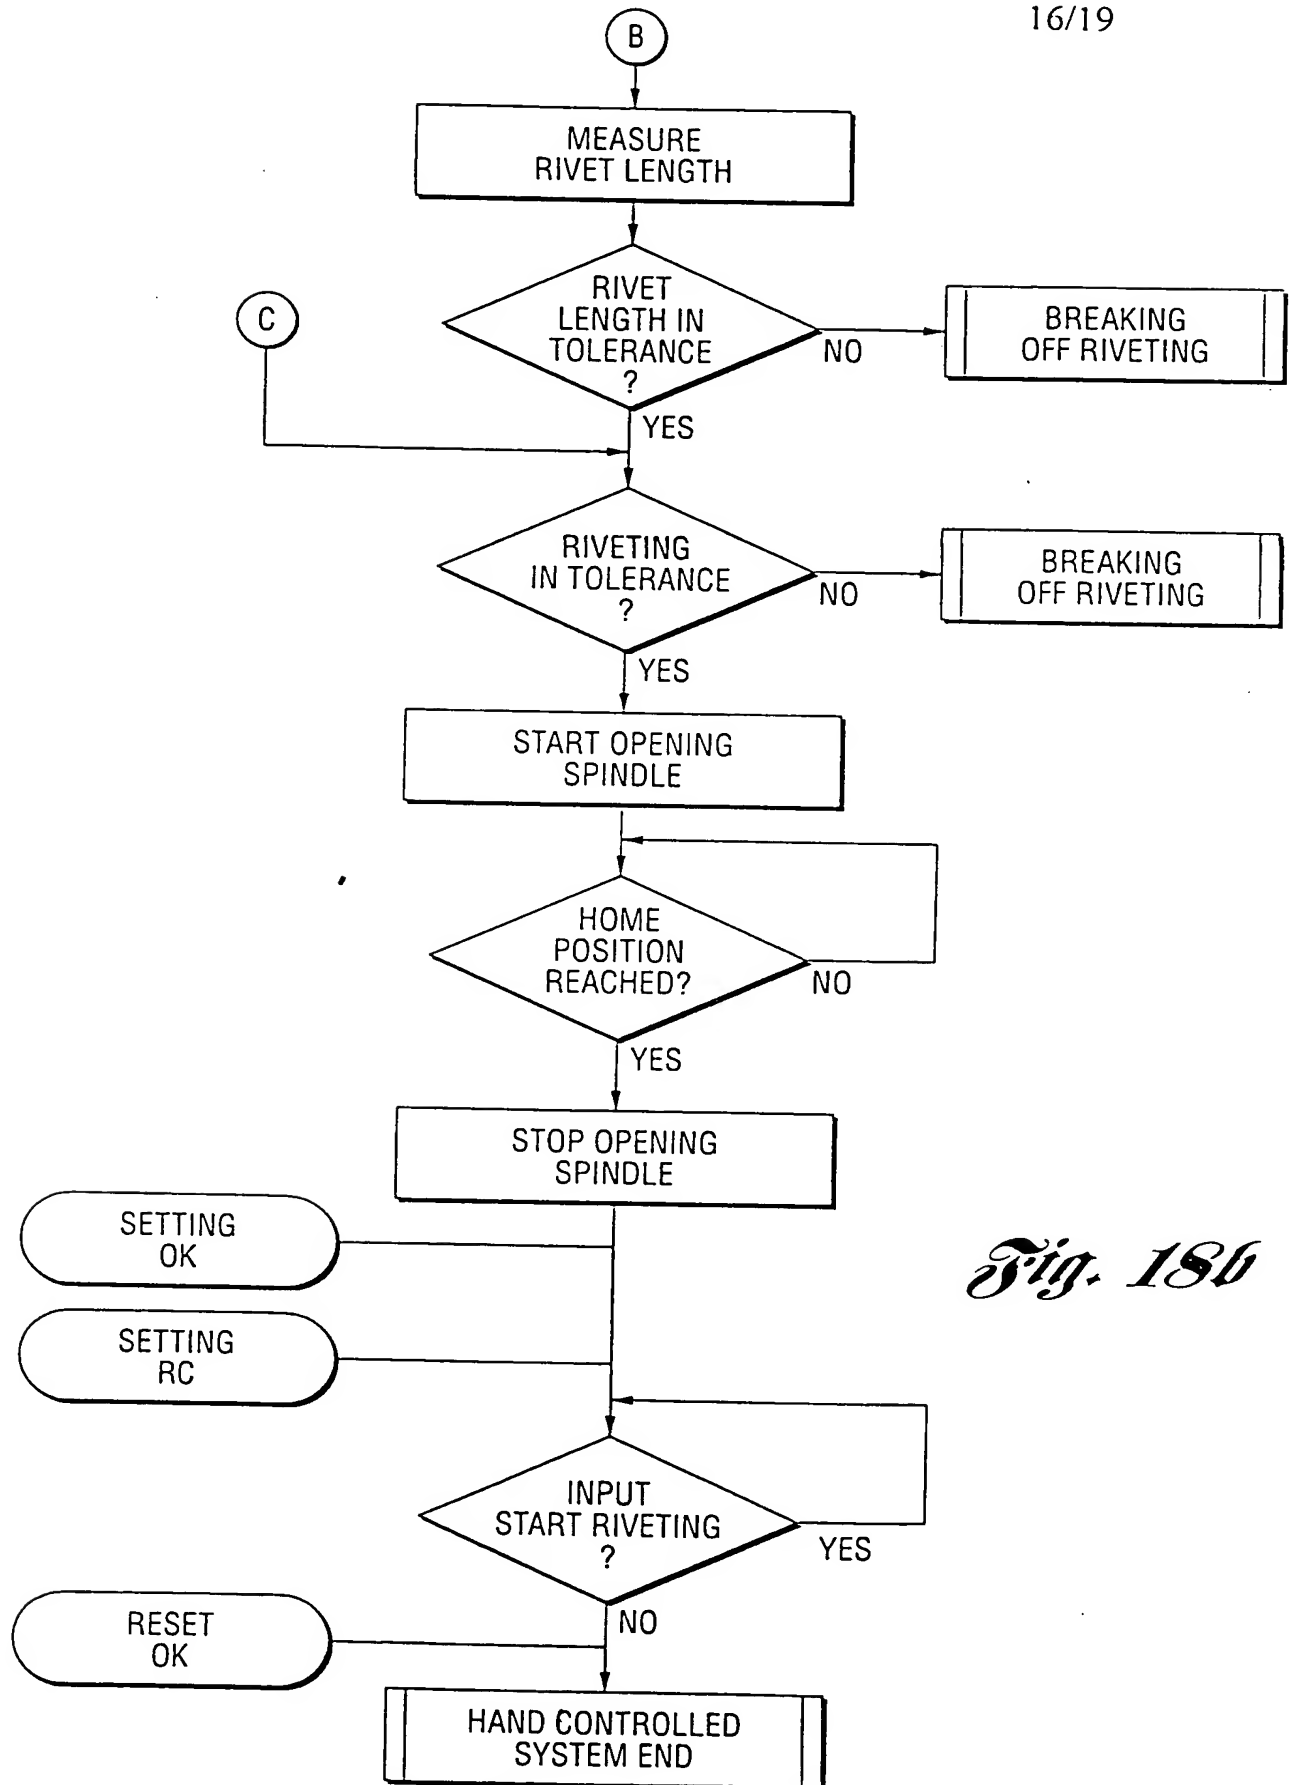 16/19
B
MEASURE
RIVET LENGTH
RIVET
LENGTH IN
TOLERANCE
?
NO
BREAKING
OFF RIVETING
C
YES
RIVETING
IN TOLERANCE
?
NO
BREAKING
OFF RIVETING
YES
START OPENING
SPINDLE
HOME
POSITION
REACHED?
NO
YES
STOP OPENING
SPINDLE
SETTING
OK
Fig. 18b
SETTING
RC
INPUT
START RIVETING
?
YES
NO
RESET
OK
HAND CONTROLLED
SYSTEM END